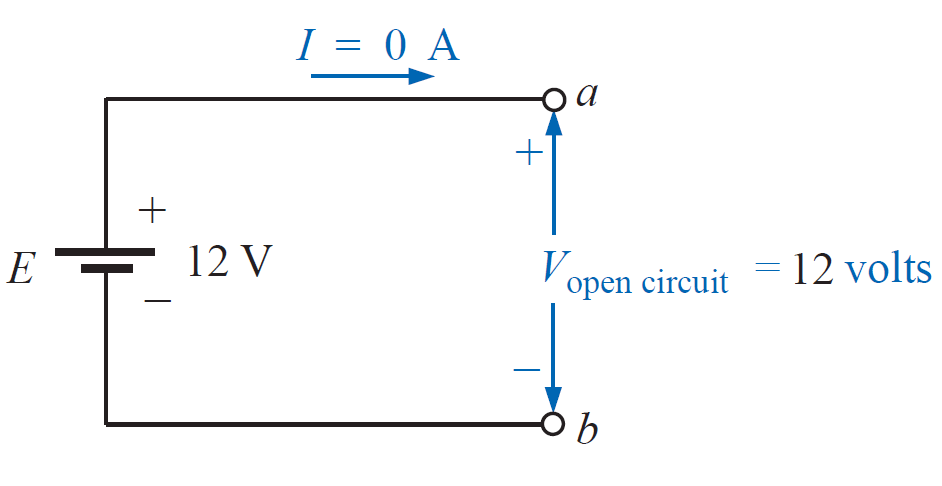 I = 0 A
a
+
+
E
12 V
V open circuit = 12 volts
−
−
b